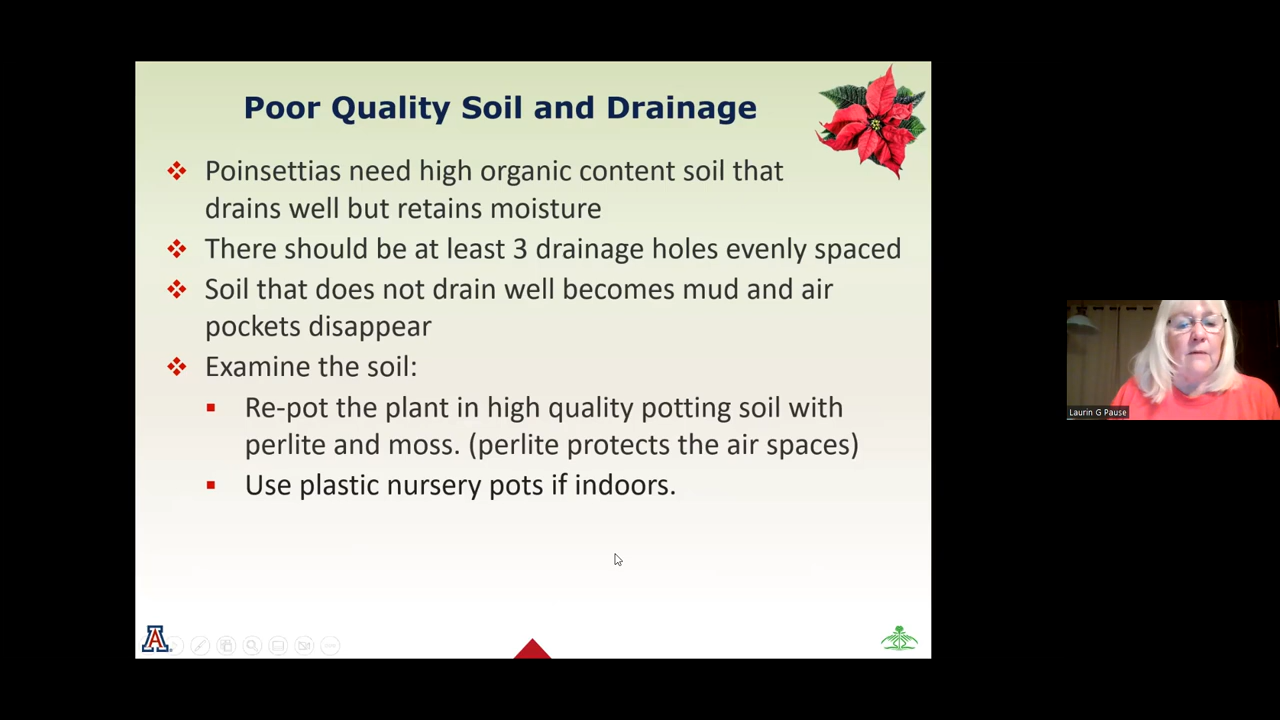 Poor Quality Soil and Drainage
Poinsettias need high organic content soil that
drains well but retains moisture
There should be at least 3 drainage holes evenly spaced
Soil that does not drain well becomes mud and air
pockets disappear
Examine the soil:
Re-pot the plant in high quality potting soil with
perlite and moss. (perlite protects the air spaces)
Use plastic nursery pots if indoors.
Laurin G Pause
A